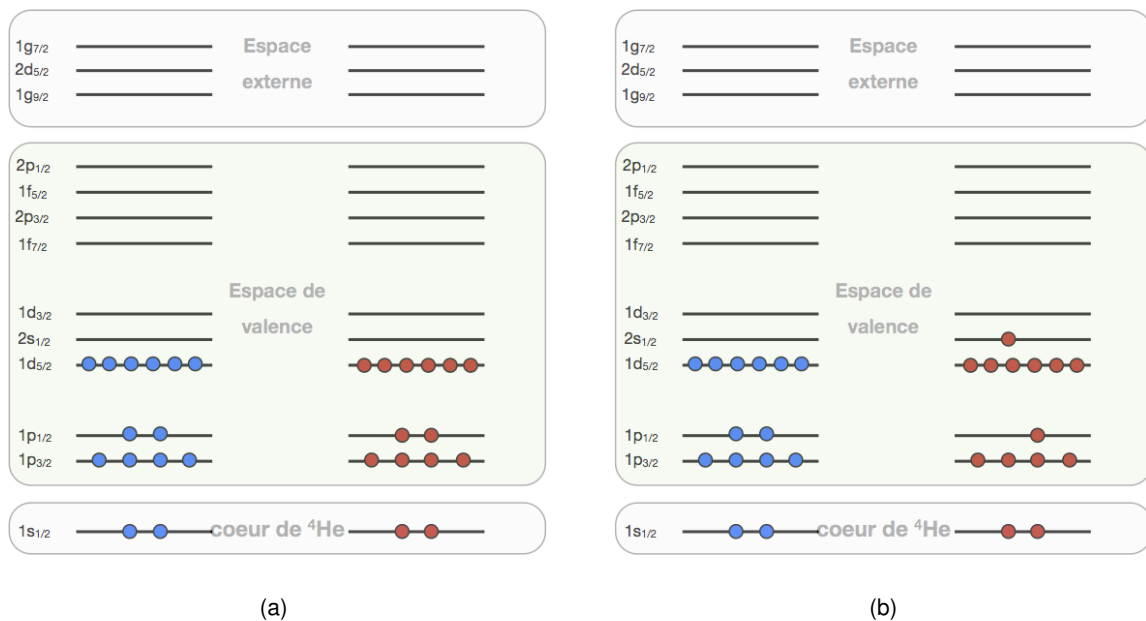 1g7/2
2d5/2
1g9/2
Espace
externe
2p1/2
1f5/2
2p3/2
1f7/2
1d3/2
2s1/2
1d5/2
Espace de
valence
1p1/2
1p3/2
1s1/2
coeur de ⁴He
(a)
1g7/2
2d5/2
1g9/2
Espace
externe
2p1/2
1f5/2
2p3/2
1f7/2
1d3/2
2s1/2
1d5/2
Espace de
valence
1p1/2
1p3/2
1s1/2
coeur de ⁴He
(b)